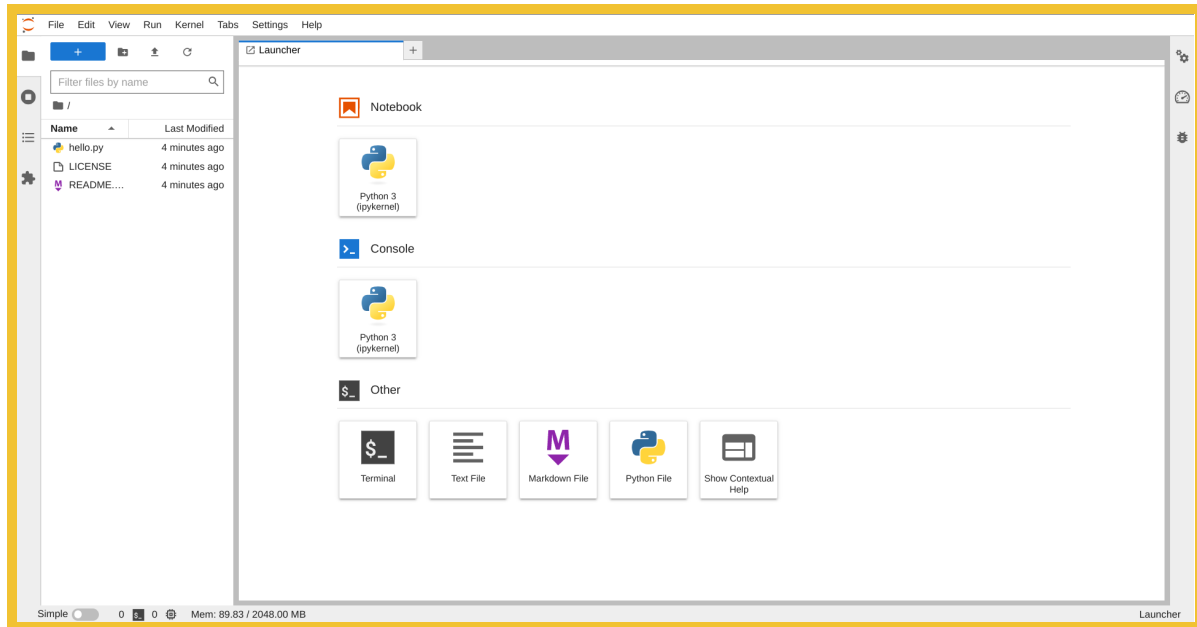 File Edit View Run Kernel Tabs Settings Help
+
Launcher +
Filter files by name
/
Name Last Modified
hello.py 4 minutes ago
LICENSE 4 minutes ago
README.... 4 minutes ago
Notebook
Python 3
(ipykernel)
>_ Console
Python 3
(ipykernel)
$_ Other
$_ M
Terminal Text File Markdown File Python File Show Contextual
Help
Simple 0 $_ 0 Mem: 89.83 / 2048.00 MB Launcher